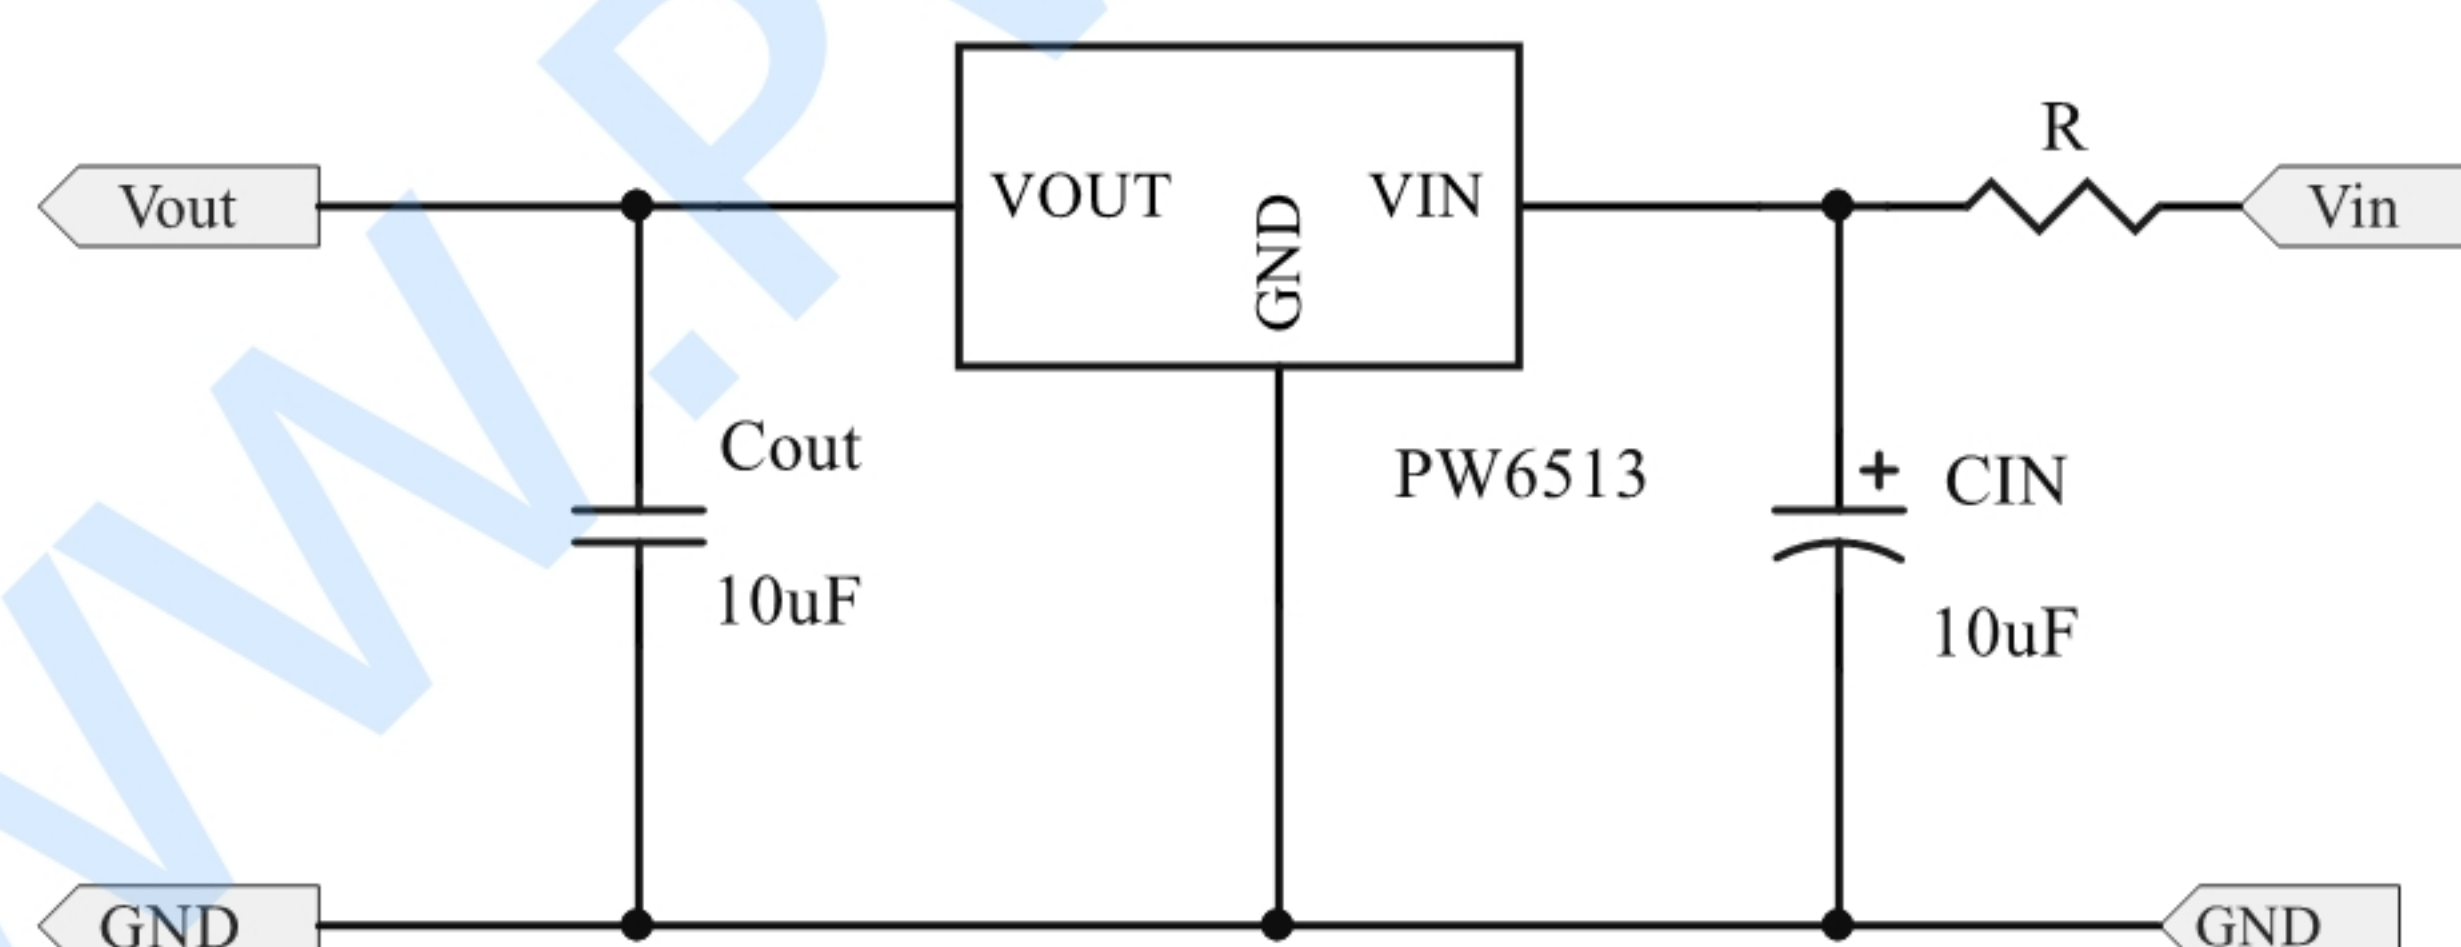 R
Vout
VOUT
GND
VIN
Vin
Cout
10uF
PW6513
+
CIN
10uF
GND
GND